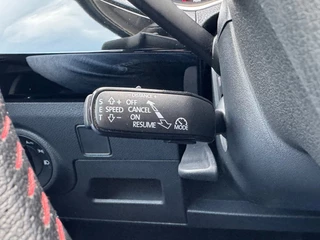 S + OFF
E SPEED CANCEL
T - ON
RESUME MODE